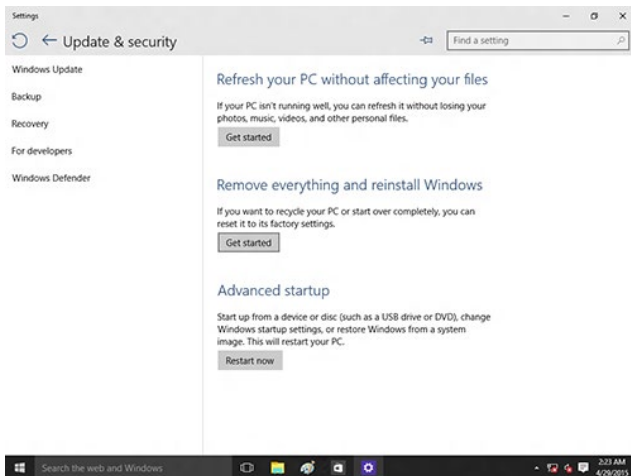 Settings
Update & security
Find a setting
Windows Update
Backup
Recovery
For developers
Windows Defender
Refresh your PC without affecting your files
If your PC isn't running well, you can refresh it without losing your
photos, music, videos, and other personal files.
Get started
Remove everything and reinstall Windows
If you want to recycle your PC or start over completely, you can
reset it to its factory settings.
Get started
Advanced startup
Start up from a device or disc (such as a USB drive or DVD), change
Windows startup settings, or restore Windows from a system
image. This will restart your PC.
Restart now
Search the web and Windows
2:23 AM
4/29/2015